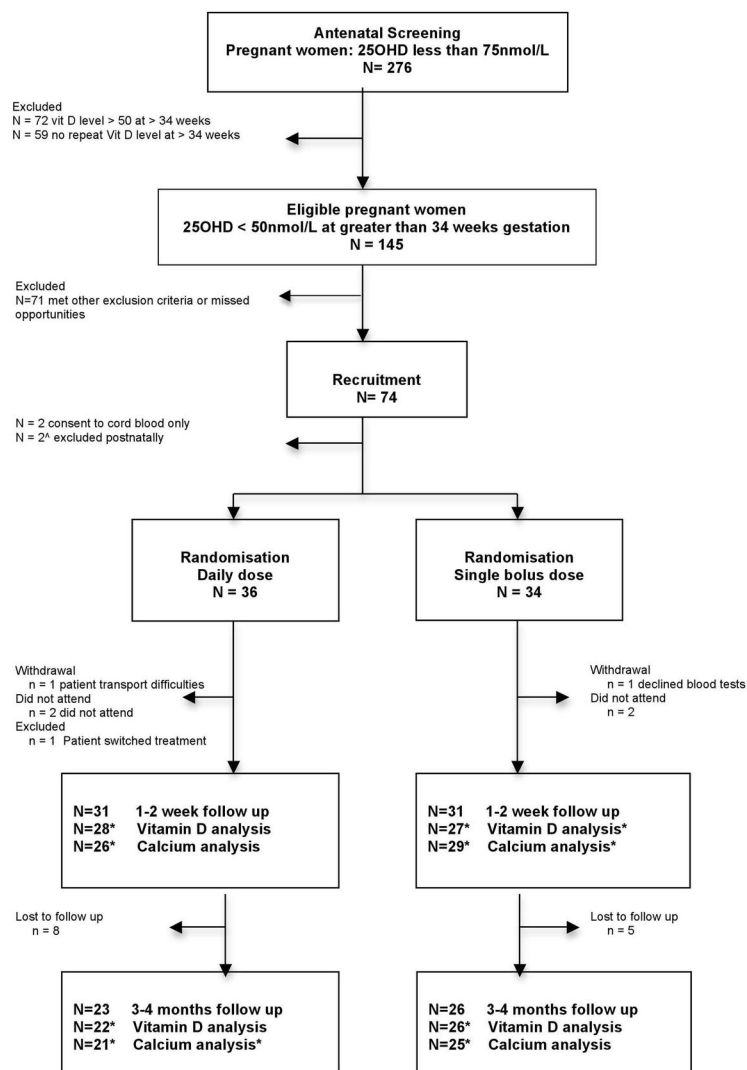 Antenatal Screening
Pregnant women: 25OHD less than 75nmol/L
N= 276
Excluded
N = 72 vit D level > 50 at > 34 weeks
N = 59 no repeat Vit D level at > 34 weeks
Eligible pregnant women
25OHD < 50nmol/L at greater than 34 weeks gestation
N = 145
Excluded
N=71 met other exclusion criteria or missed
opportunities
Recruitment
N= 74
N = 2 consent to cord blood only
N = 2^ excluded postnatally
Randomisation
Daily dose
N = 36
Randomisation
Single bolus dose
N = 34
Withdrawal
n = 1 patient transport difficulties
Did not attend
n = 2 did not attend
Excluded
n = 1 Patient switched treatment
Withdrawal
n = 1 declined blood tests
Did not attend
n = 2
N=31 1-2 week follow up
N=28* Vitamin D analysis
N=26* Calcium analysis
N=31 1-2 week follow up
N=27* Vitamin D analysis*
N=29* Calcium analysis*
Lost to follow up
n = 8
Lost to follow up
n = 5
N=23 3-4 months follow up
N=22* Vitamin D analysis
N=21* Calcium analysis*
N=26 3-4 months follow up
N=26* Vitamin D analysis
N=25* Calcium analysis